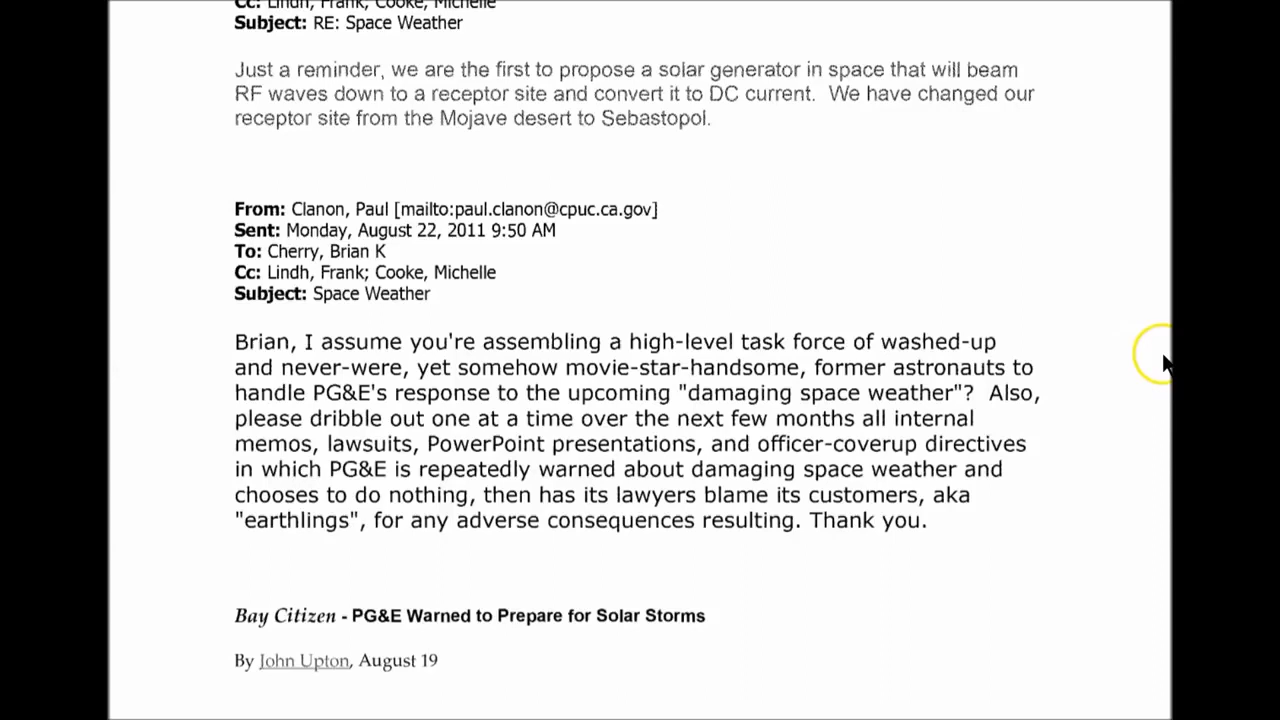 Cc: Lindh, Frank; Cooke, Michelle
Subject: RE: Space Weather
Just a reminder, we are the first to propose a solar generator in space that will beam
RF waves down to a receptor site and convert it to DC current.  We have changed our
receptor site from the Mojave desert to Sebastopol.
From: Clanon, Paul [mailto:paul.clanon@cpuc.ca.gov]
Sent: Monday, August 22, 2011 9:50 AM
To: Cherry, Brian K
Cc: Lindh, Frank; Cooke, Michelle
Subject: Space Weather
Brian, I assume you're assembling a high-level task force of washed-up
and never-were, yet somehow movie-star-handsome, former astronauts to
handle PG&E's response to the upcoming "damaging space weather"?  Also,
please dribble out one at a time over the next few months all internal
memos, lawsuits, PowerPoint presentations, and officer-coverup directives
in which PG&E is repeatedly warned about damaging space weather and
chooses to do nothing, then has its lawyers blame its customers, aka
"earthlings", for any adverse consequences resulting. Thank you.
Bay Citizen - PG&E Warned to Prepare for Solar Storms
By John Upton, August 19